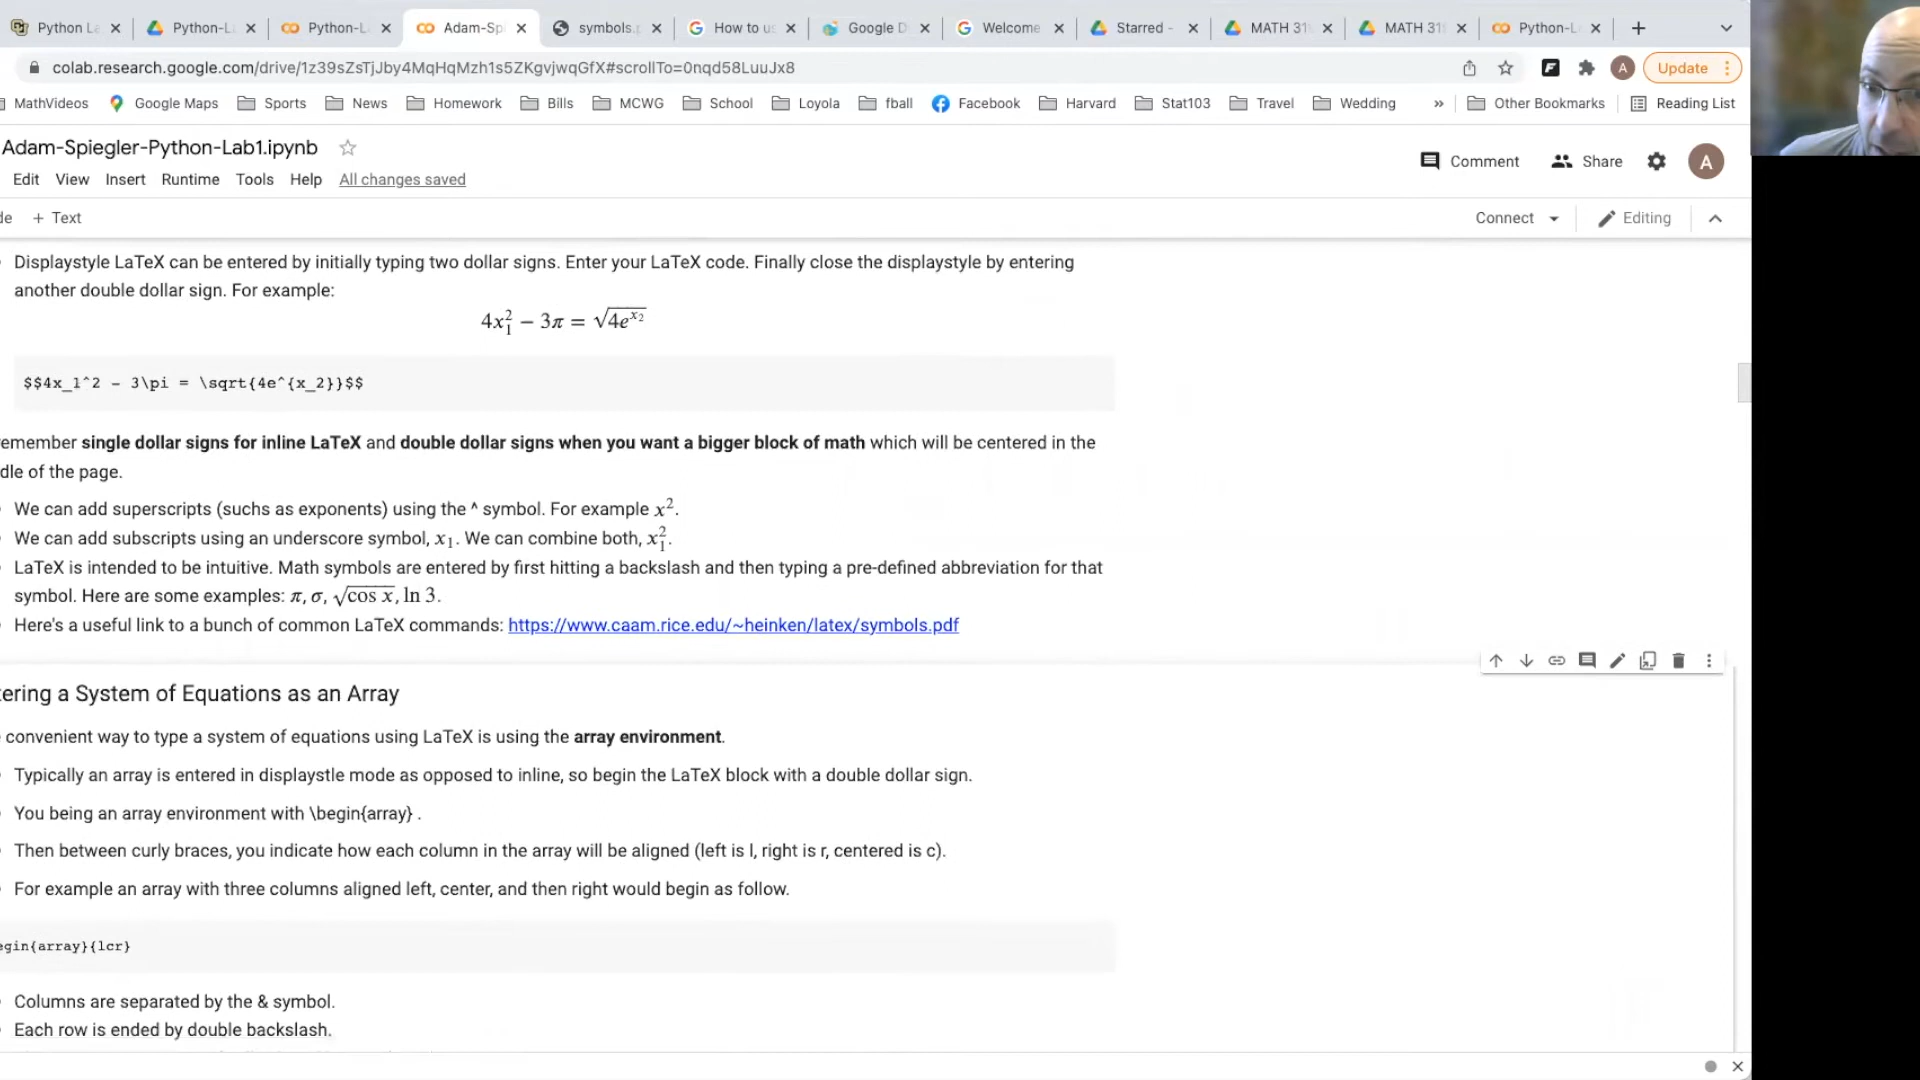 Python La
Python-L
Python-L
Adam-Sp
symbols.
How to us
Google D
Welcome
Starred -
MATH 31
MATH 31
Python-L
colab.research.google.com/drive/1z39sZsTjJby4MqHqMzh1s5ZKgvjwqGfX#scrollTo=0nqd58LuuJx8
A
Update
MathVideos
Google Maps
Sports
News
Homework
Bills
MCWG
School
Loyola
fball
Facebook
Harvard
Stat103
Travel
Wedding
»
Other Bookmarks
Reading List
Adam-Spiegler-Python-Lab1.ipynb
Comment
Share
A
Edit View Insert Runtime Tools Help All changes saved
de + Text
Connect
Editing
Displaystyle LaTeX can be entered by initially typing two dollar signs. Enter your LaTeX code. Finally close the displaystyle by entering
another double dollar sign. For example:
4x₁² − 3π = √4e^{x₂}
$$4x_1^2 - 3\pi = \sqrt{4e^{x_2}}$$
emember single dollar signs for inline LaTeX and double dollar signs when you want a bigger block of math which will be centered in the
dle of the page.
We can add superscripts (suchs as exponents) using the ^ symbol. For example x².
We can add subscripts using an underscore symbol, x₁. We can combine both, x₁².
LaTeX is intended to be intuitive. Math symbols are entered by first hitting a backslash and then typing a pre-defined abbreviation for that
symbol. Here are some examples: π, σ, √cos x, ln 3.
Here's a useful link to a bunch of common LaTeX commands: https://www.caam.rice.edu/~heinken/latex/symbols.pdf
tering a System of Equations as an Array
convenient way to type a system of equations using LaTeX is using the array environment.
Typically an array is entered in displaystle mode as opposed to inline, so begin the LaTeX block with a double dollar sign.
You being an array environment with \begin{array} .
Then between curly braces, you indicate how each column in the array will be aligned (left is l, right is r, centered is c).
For example an array with three columns aligned left, center, and then right would begin as follow.
egin{array}{lcr}
Columns are separated by the & symbol.
Each row is ended by double backslash.